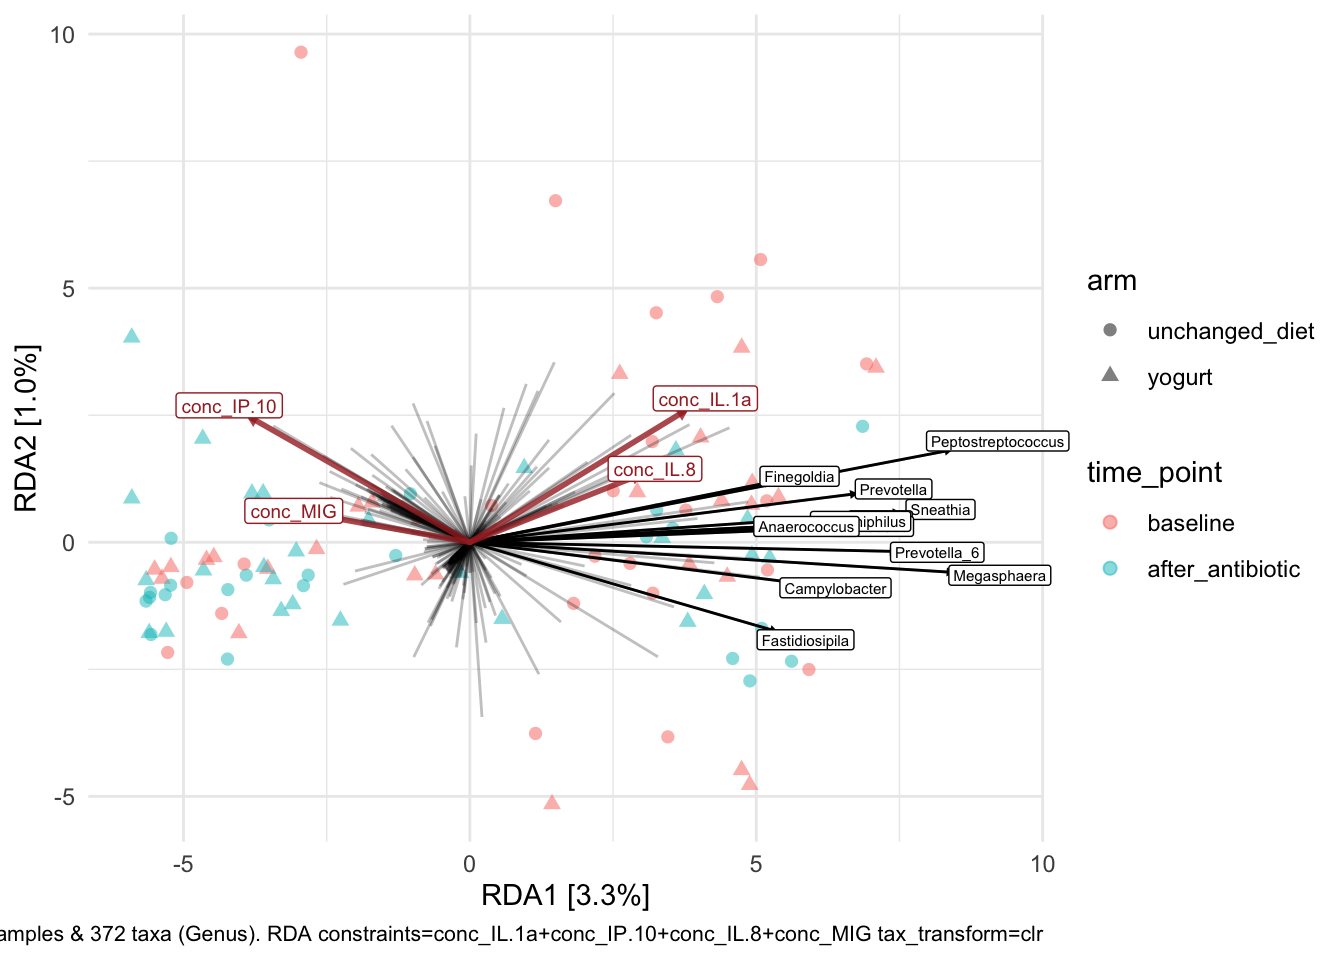 10
5
0
-5
RDA2 [1.0%]
conc_IP.10
conc_IL.1a
conc_IL.8
conc_MIG
Peptostreptococcus
Finegoldia
Prevotella
Sneathia
Anaerococcus
Prevotella_6
Megasphaera
Campylobacter
Fastidiosipila
-5
0
5
10
RDA1 [3.3%]
arm
unchanged_diet
yogurt
time_point
baseline
after_antibiotic
& 372 taxa (Genus). RDA constraints=conc_IL.1a+conc_IP.10+conc_IL.8+conc_MIG tax_transform=clr